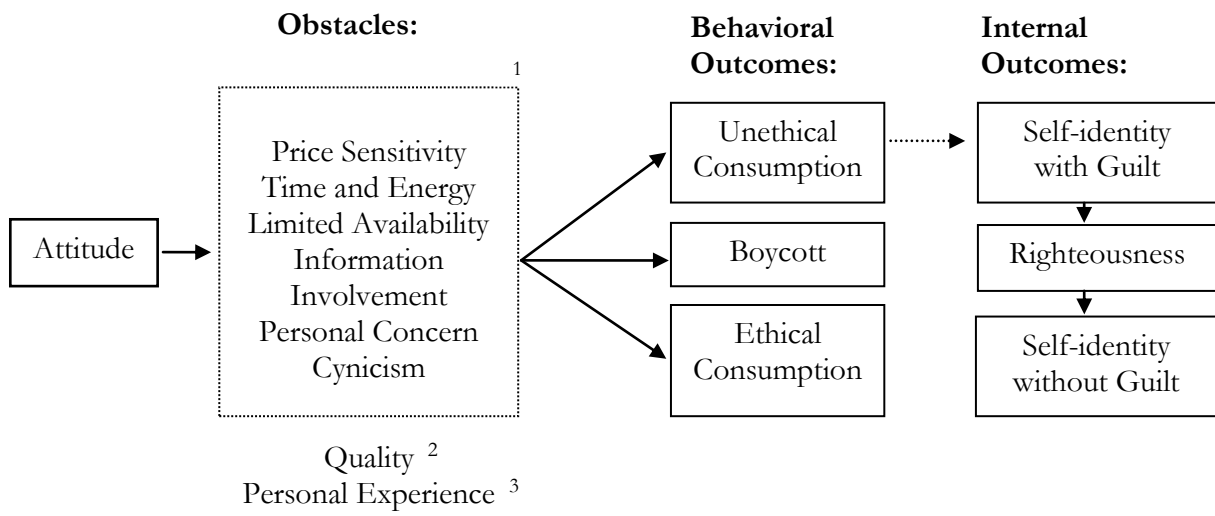 Obstacles:
Behavioral
Outcomes:
Internal
Outcomes:
1
Attitude
Price Sensitivity
Time and Energy
Limited Availability
Information
Involvement
Personal Concern
Cynicism
Quality 2
Personal Experience 3
Unethical
Consumption
Boycott
Ethical
Consumption
Self-identity
with Guilt
Righteousness
Self-identity
without Guilt